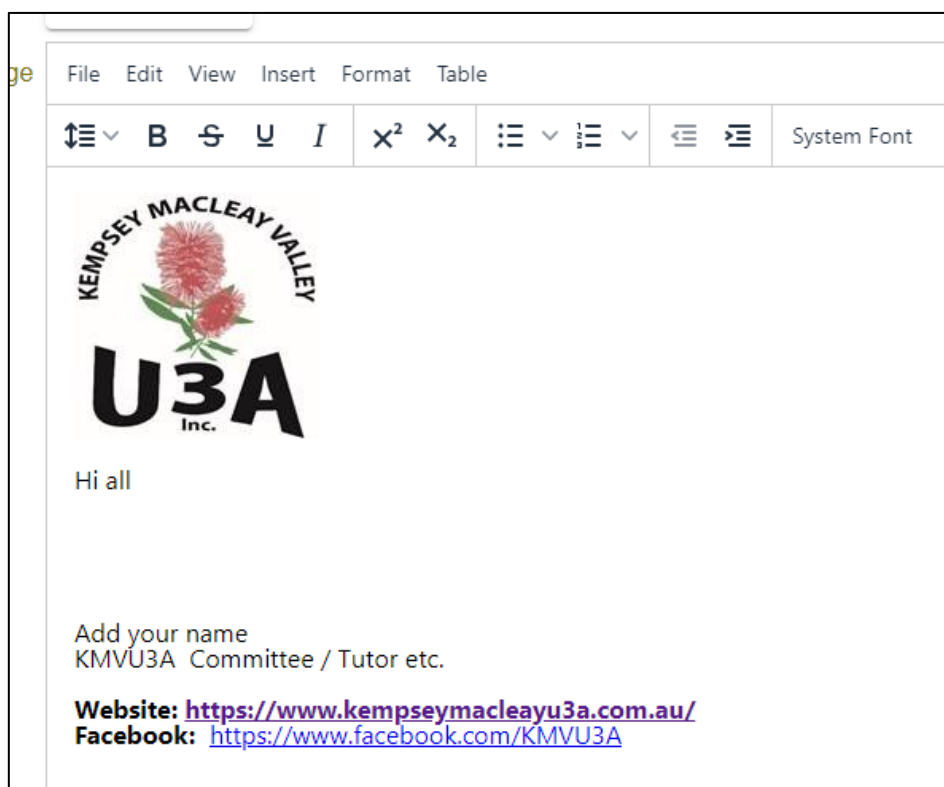 ge
File Edit View Insert Format Table
B S U I X² X₂ System Font
KEMPSEY MACLEAY VALLEY
U3A
Inc.
Hi all
Add your name
KMVU3A  Committee / Tutor etc.
Website: https://www.kempseymacleayu3a.com.au/
Facebook:  https://www.facebook.com/KMVU3A